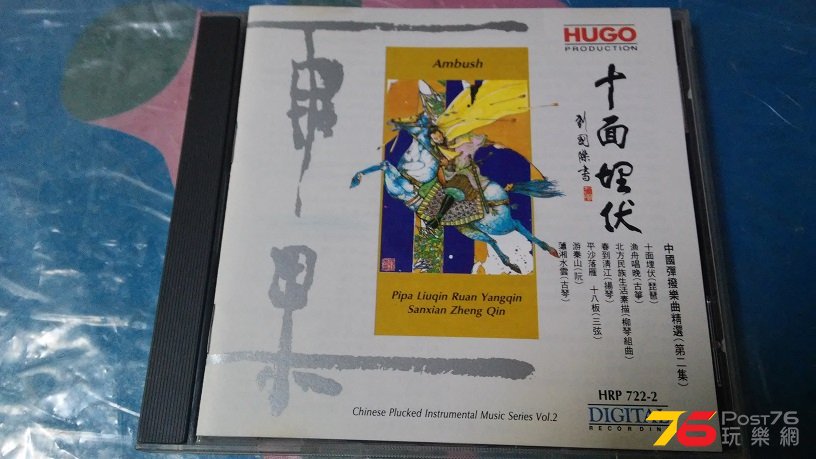 HUGO
PRODUCTION
Ambush
十面埋伏
劉國傑書
Pipa Liuqin Ruan Yangqin
Sanxian Zheng Qin
中國彈撥樂曲精選(第二集)
十面埋伏(琵琶)
漁舟唱晚(古箏)
北方民族生活素描(柳琴組曲)
春到清江(揚琴)
平沙落雁 十八板(三弦)
游秦山(阮)
瀟湘水雲(古琴)
HRP 722-2
DIGITAL
RECORDING
Chinese Plucked Instrumental Music Series Vol.2
76 POST76
玩樂網